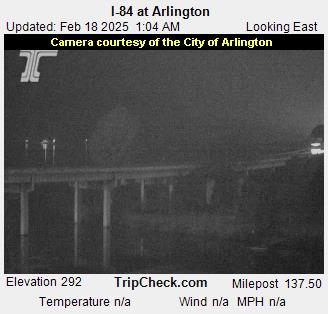 I-84 at Arlington
Updated: Feb 18 2025 1:04 AM Looking East
Camera courtesy of the City of Arlington
Elevation 292 TripCheck.com Milepost 137.50
Temperature n/a Wind n/a MPH n/a